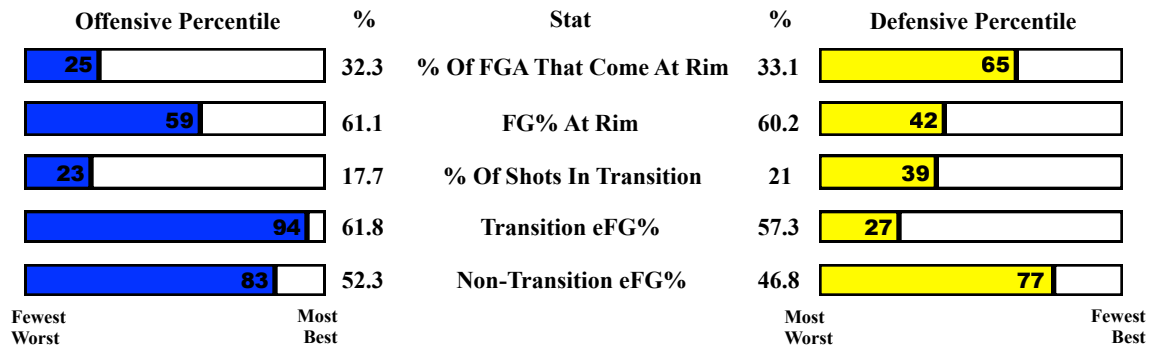 Offensive Percentile % Stat % Defensive Percentile
25 32.3 % Of FGA That Come At Rim 33.1 65
59 61.1 FG% At Rim 60.2 42
23 17.7 % Of Shots In Transition 21 39
94 61.8 Transition eFG% 57.3 27
83 52.3 Non-Transition eFG% 46.8 77
Fewest Most Most Fewest
Worst Best Worst Best